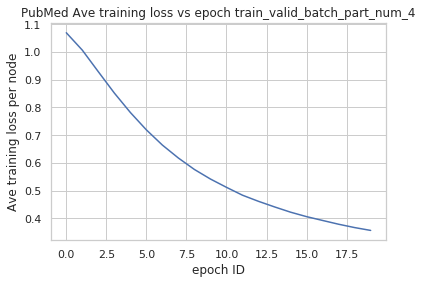 PubMed Ave training loss vs epoch train_valid_batch_part_num_4
1.1
1.0
0.9
0.8
0.7
0.6
0.5
0.4
Ave training loss per node
0.0 2.5 5.0 7.5 10.0 12.5 15.0 17.5
epoch ID